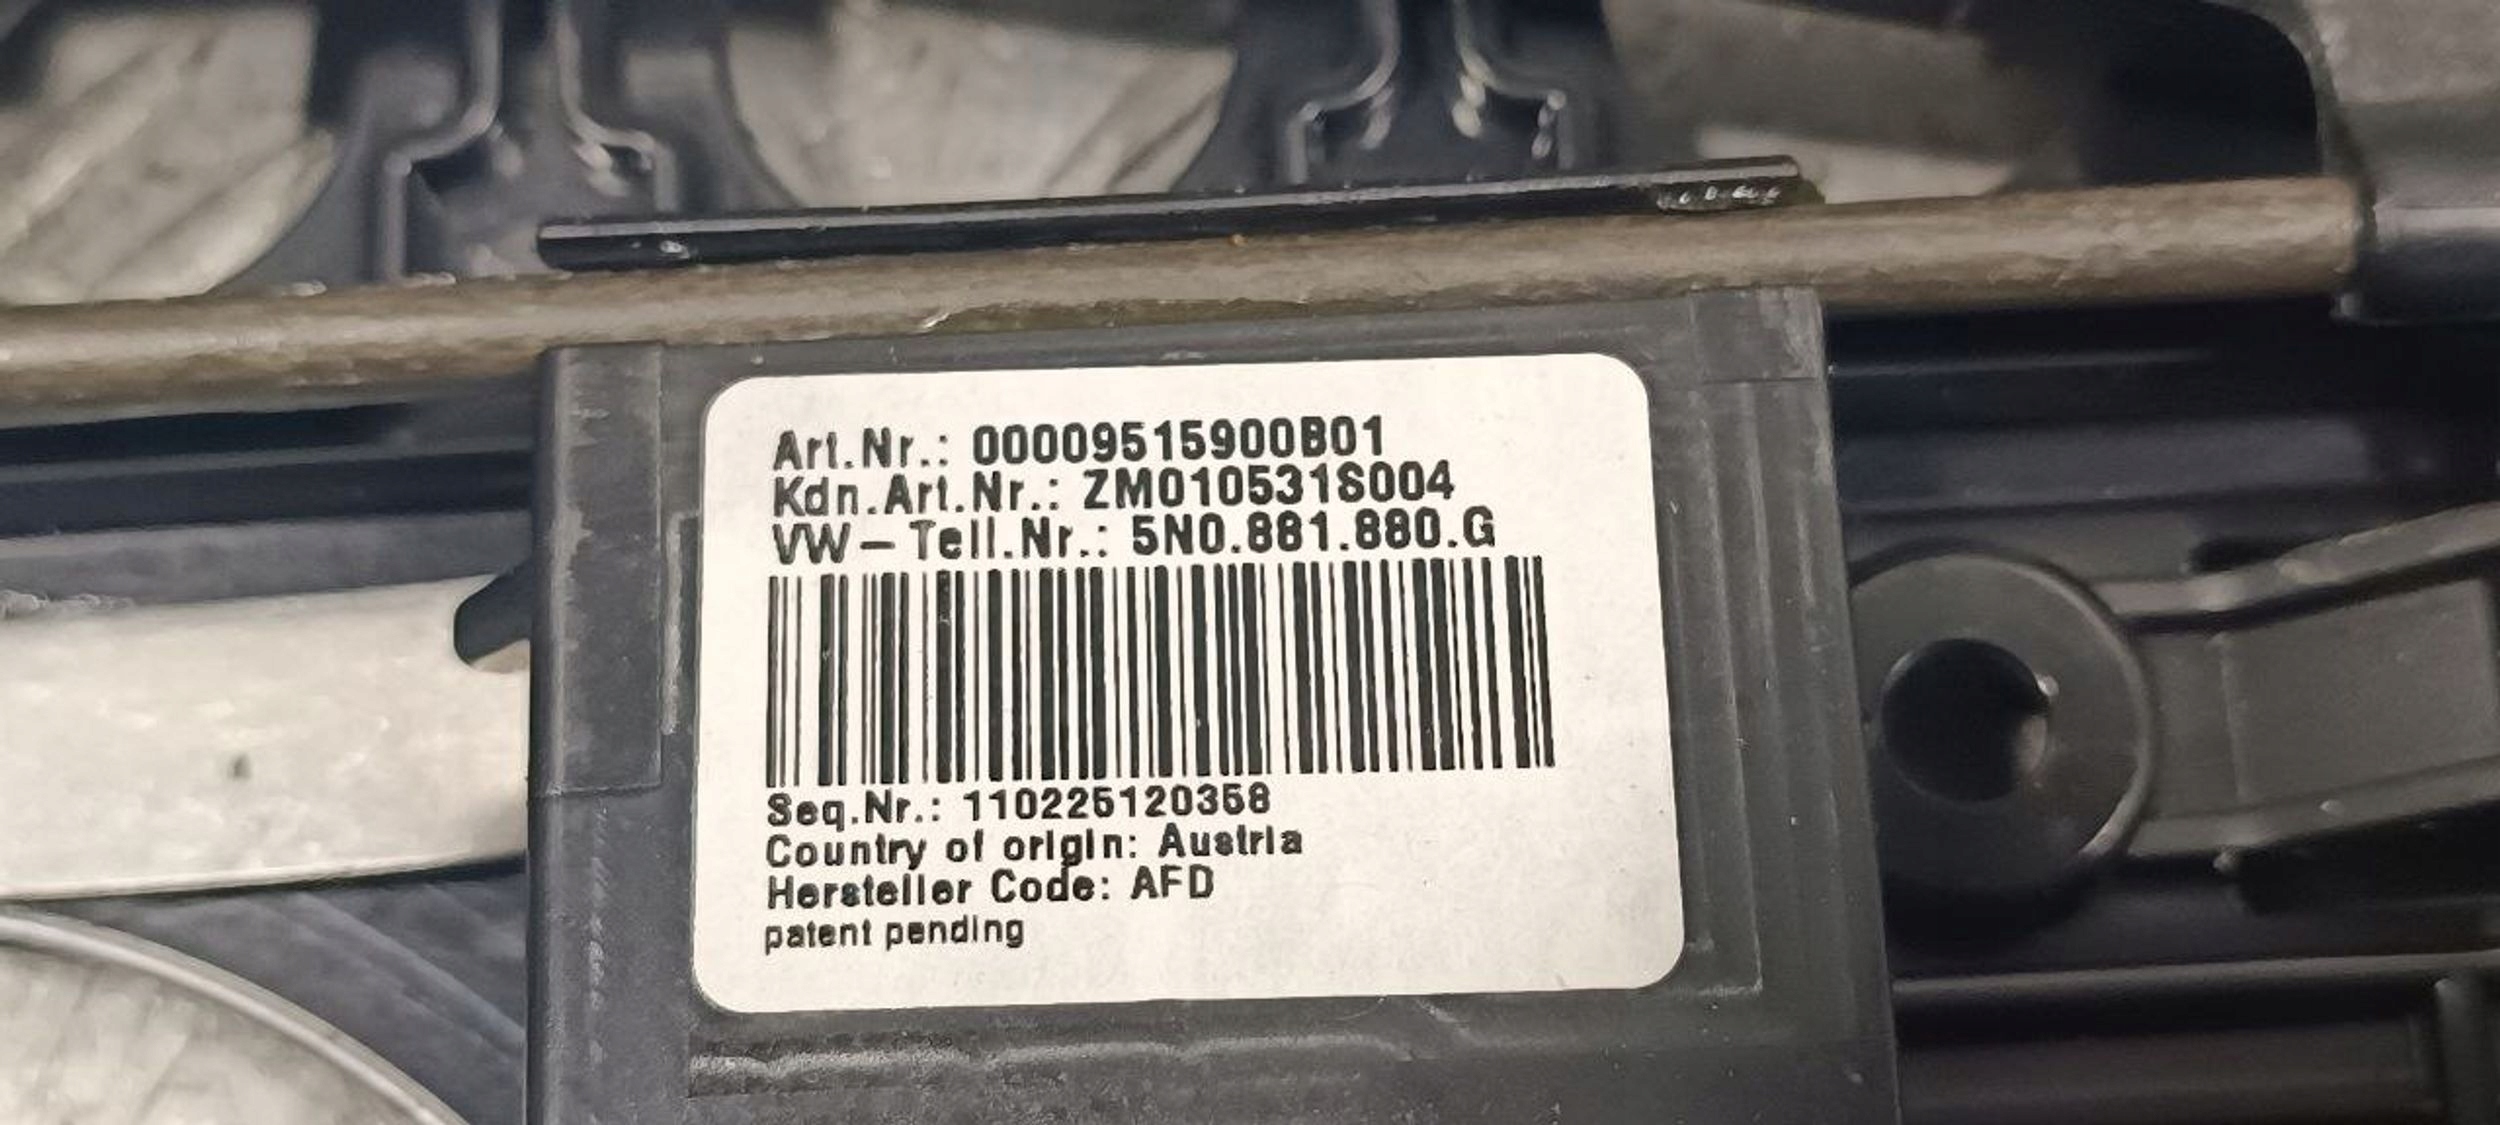 Art.Nr.: 00009515900B01
Kdn.Art.Nr.: ZM010531S004
VW-Teil.Nr.: 5N0.881.880.G
Seq.Nr.: 110225120358
Country of origin: Austria
Hersteller Code: AFD
patent pending